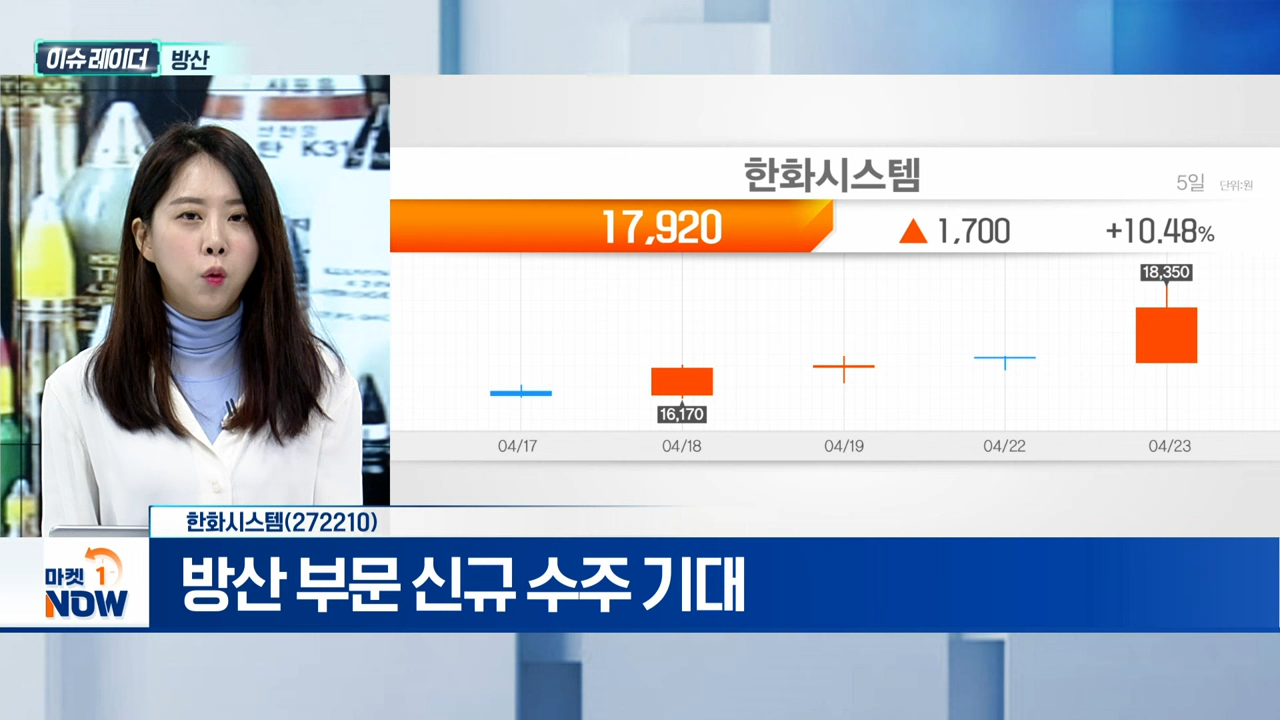 이슈 레이더 방산
한화시스템
5일 단위:원
17,920 ▲ 1,700 +10.48%
18,350
16,170
04/17 04/18 04/19 04/22 04/23
한화시스템(272210)
마켓 1
NOW
방산 부문 신규 수주 기대